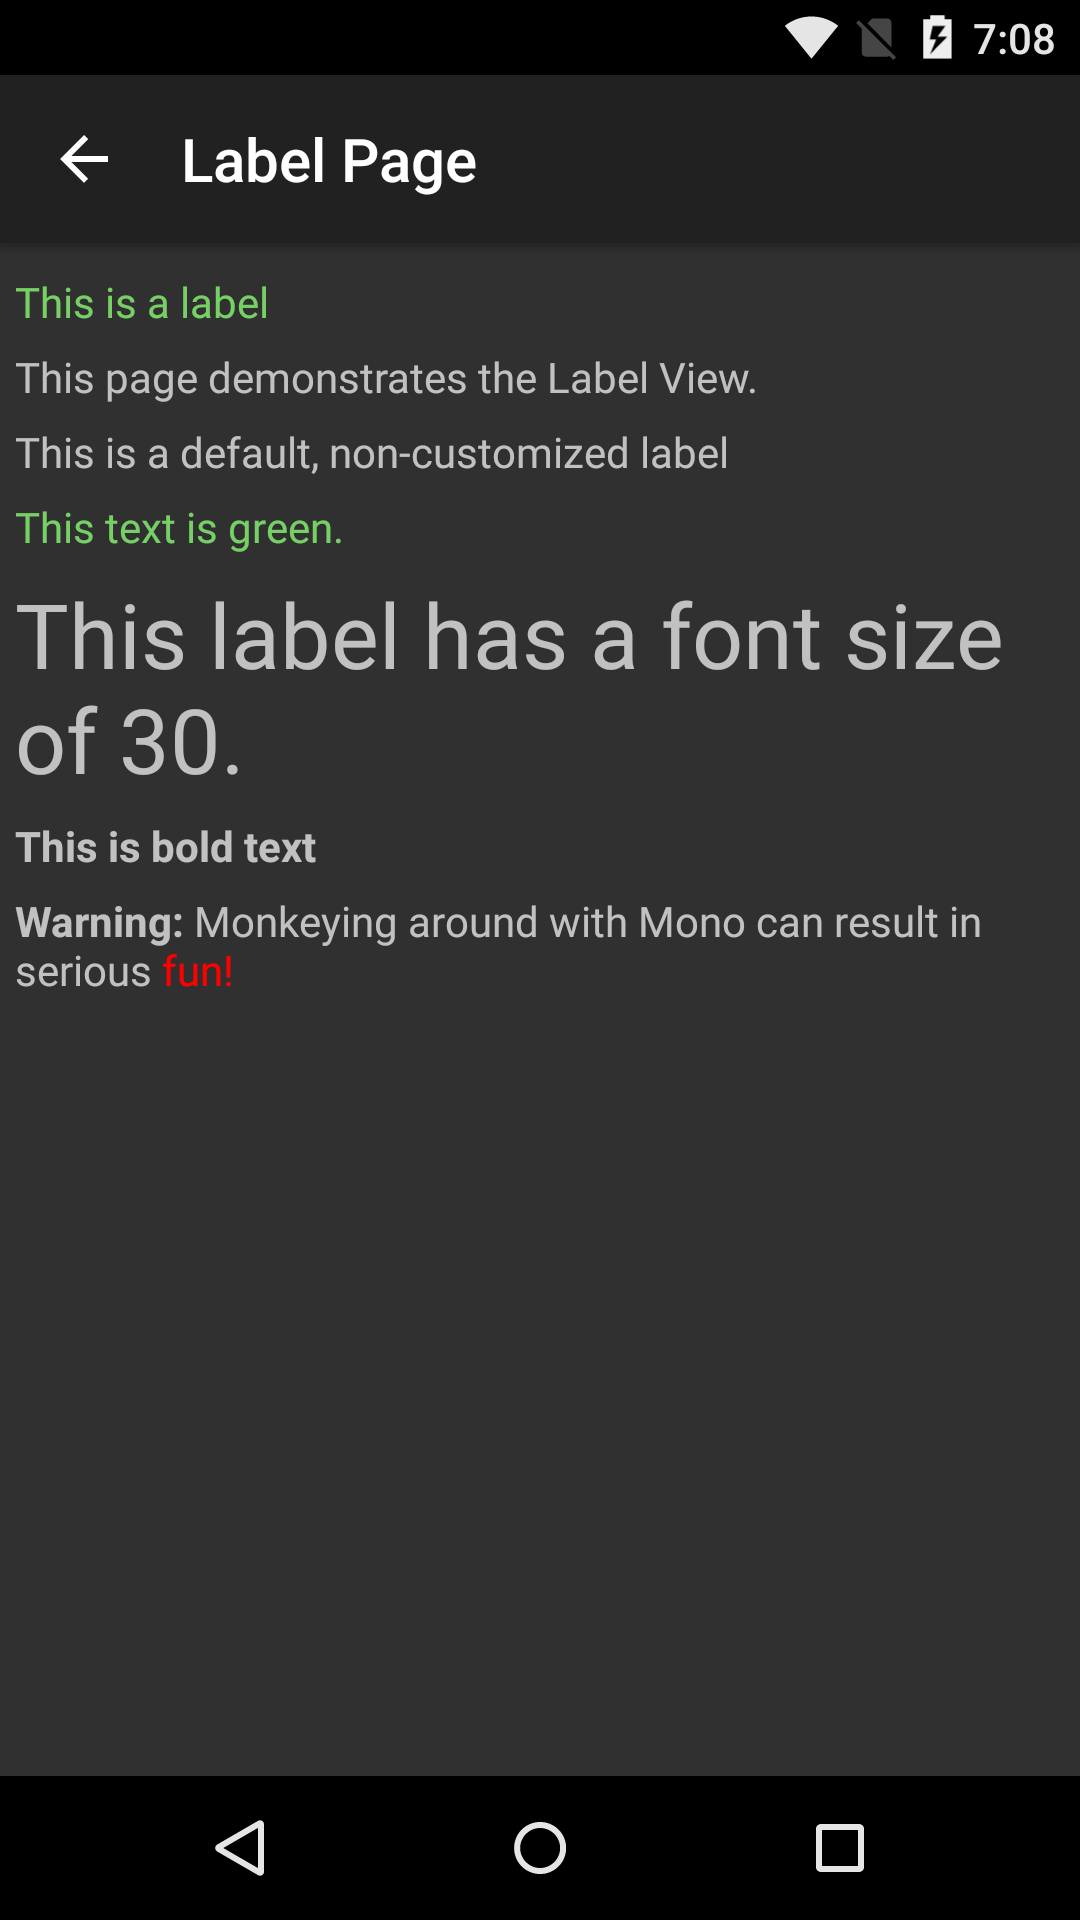 7:08
Label Page
This is a label
This page demonstrates the Label View.
This is a default, non-customized label
This text is green.
This label has a font size
of 30.
This is bold text
Warning: Monkeying around with Mono can result in
serious fun!